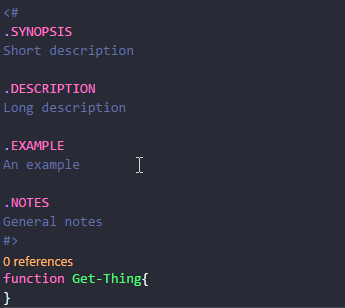 <#
.SYNOPSIS
Short description
.DESCRIPTION
Long description
.EXAMPLE
An example
.NOTES
General notes
#>
0 references
function Get-Thing{
}